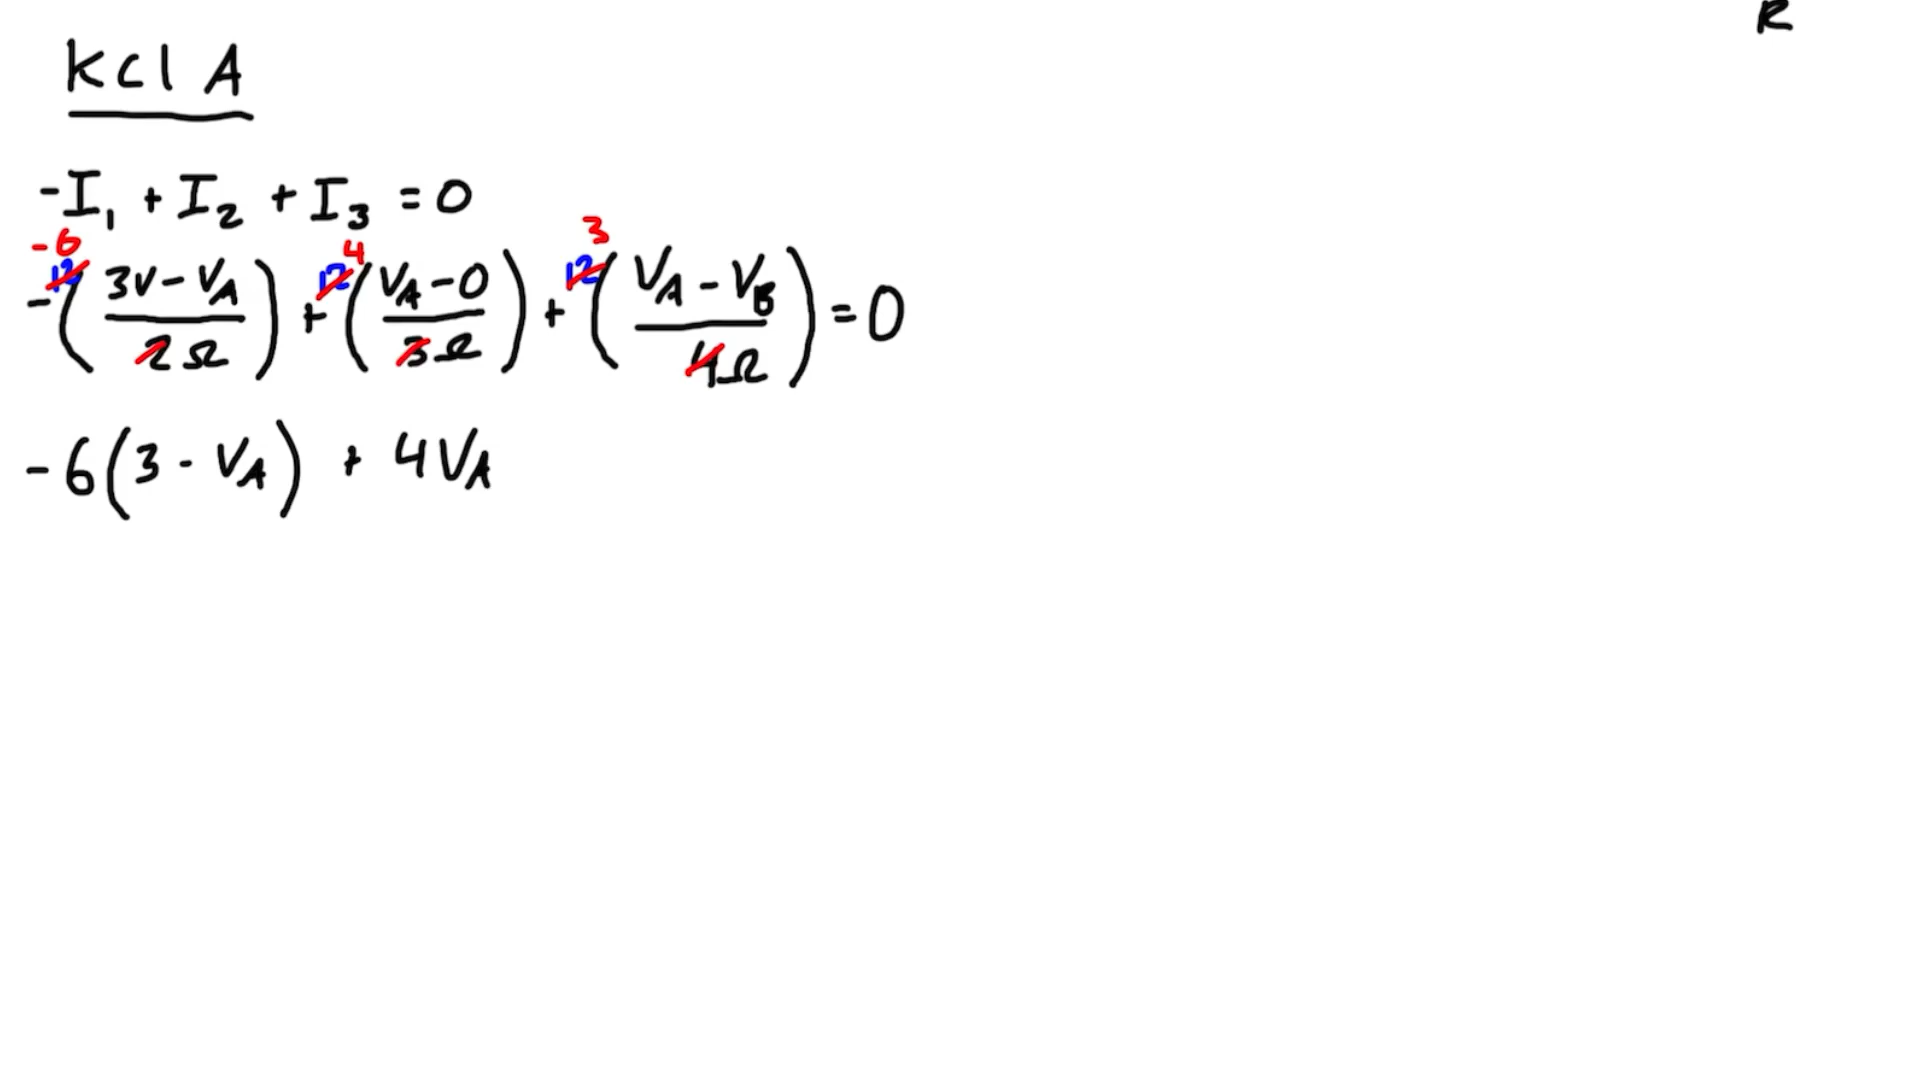 R
KCl A
-I₁ + I₂ + I₃ = 0
-6 4 3
12 12 12
-(3V - VA / 2Ω) + (VA - 0 / 3Ω) + (VA - VB / 4Ω) = 0
-6(3 - VA) + 4VA